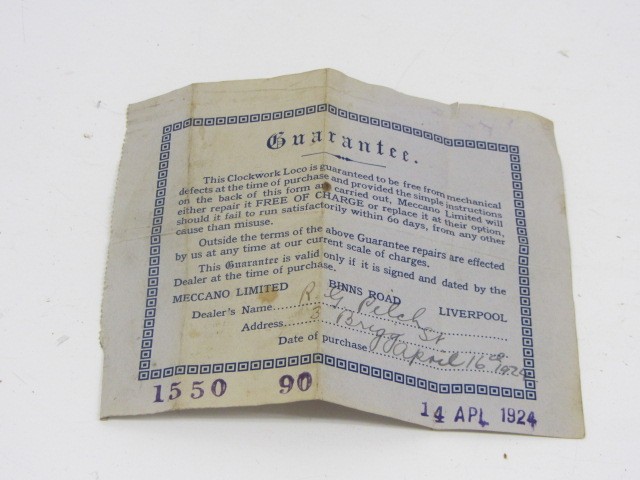 Guarantee.
This Clockwork Loco is guaranteed to be free from mechanical
defects at the time of purchase and provided the simple instructions
on the back of this form are carried out, Meccano Limited will
either repair it FREE OF CHARGE or replace it at their option,
should it fail to run satisfactorily within 60 days, from any other
cause than misuse.
Outside the terms of the above Guarantee repairs are effected
by us at any time at our current scale of charges.
This Guarantee is valid only if it is signed and dated by the
Dealer at the time of purchase.
MECCANO LIMITED BINNS ROAD LIVERPOOL
Dealer's Name R. G Pilch
Address 3 Brigg St
Date of purchase April 16th 1924
1550 90 14 APL 1924